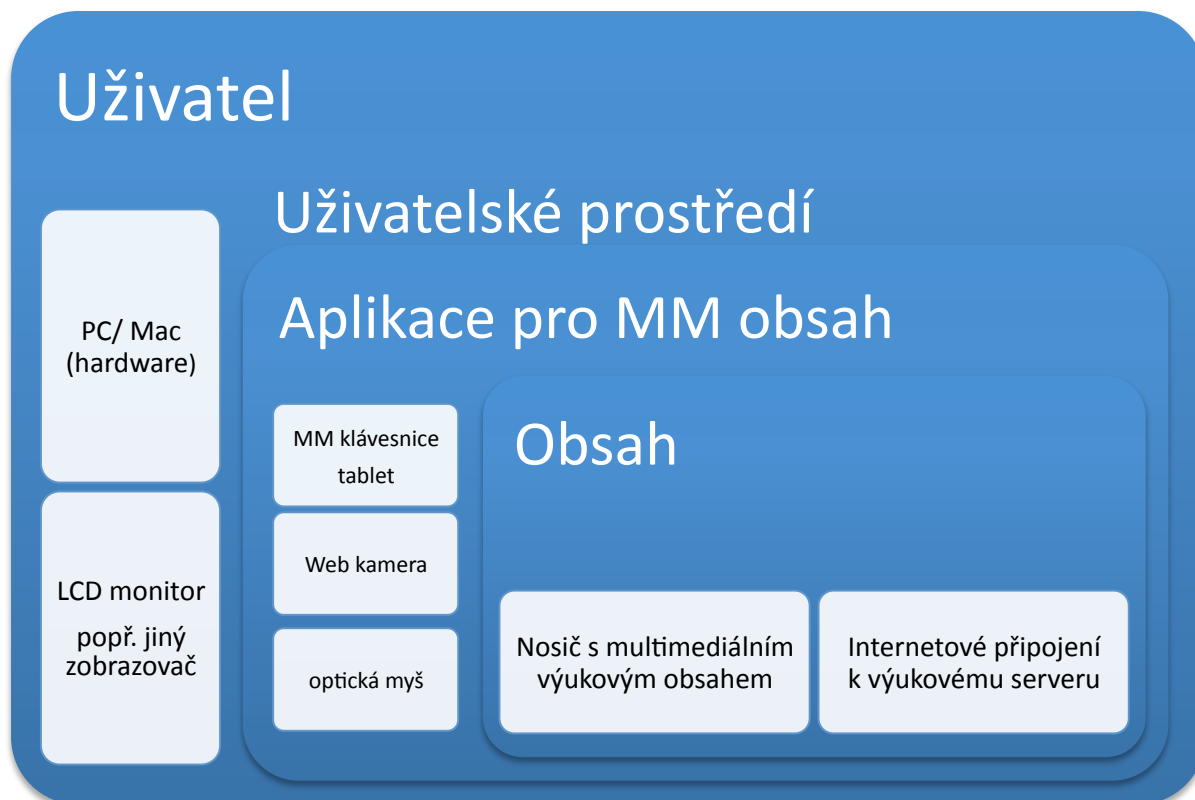 Uživatel
Uživatelské prostředí
Aplikace pro MM obsah
PC/ Mac
(hardware)
LCD monitor
popř. jiný
zobrazovač
MM klávesnice
tablet
Web kamera
optická myš
Obsah
Nosič s multimediálním
výukovým obsahem
Internetové připojení
k výukovému serveru